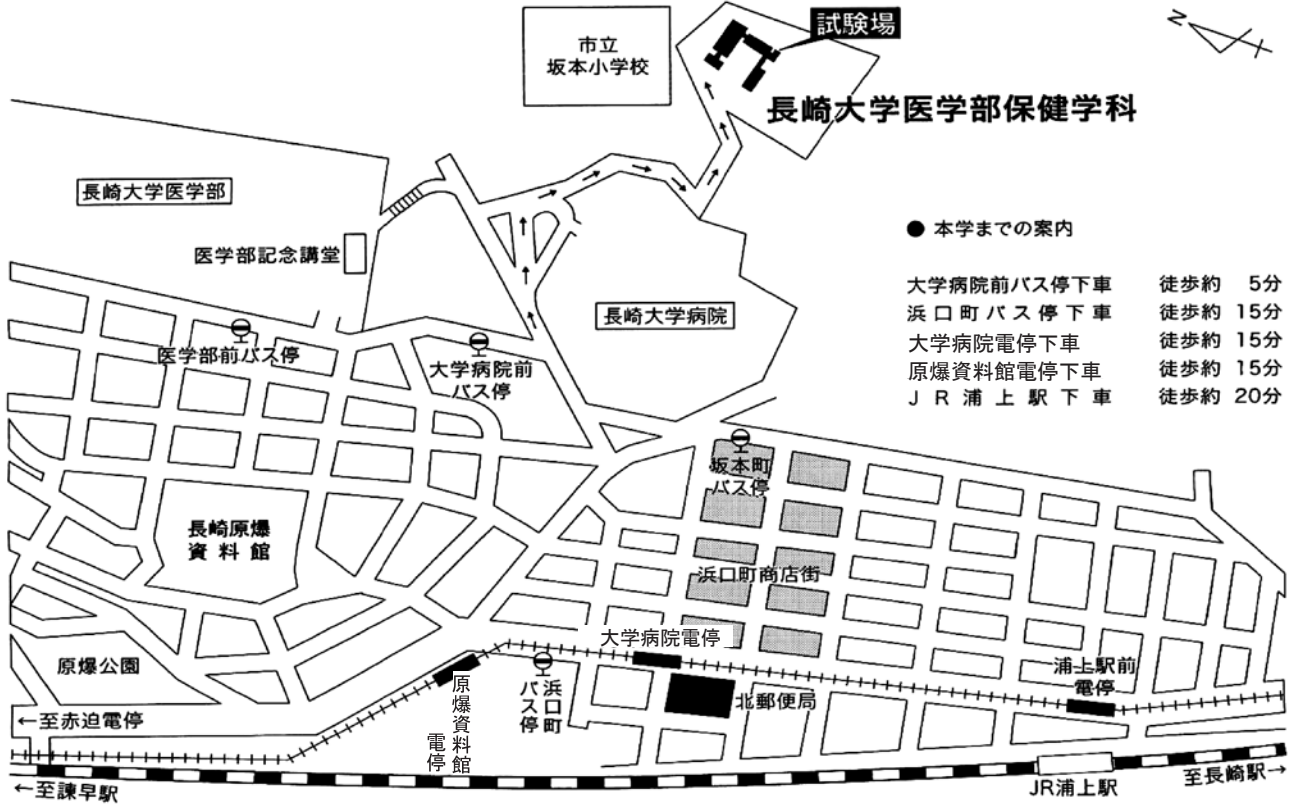 市立
坂本小学校
試験場
N
長崎大学医学部保健学科
長崎大学医学部
医学部記念講堂
● 本学までの案内
大学病院前バス停下車 徒歩約 5分
浜口町バス停下車 徒歩約 15分
大学病院電停下車 徒歩約 15分
原爆資料館電停下車 徒歩約 15分
JR浦上駅下車 徒歩約 20分
長崎大学病院
医学部前バス停
大学病院前
バス停
坂本町
バス停
長崎原爆
資料館
浜口町商店街
大学病院電停
原爆公園
浦上駅前
電停
原爆資料館
電停
浜口町
バス停
北郵便局
←至赤迫電停
←至諫早駅
JR浦上駅
至長崎駅→